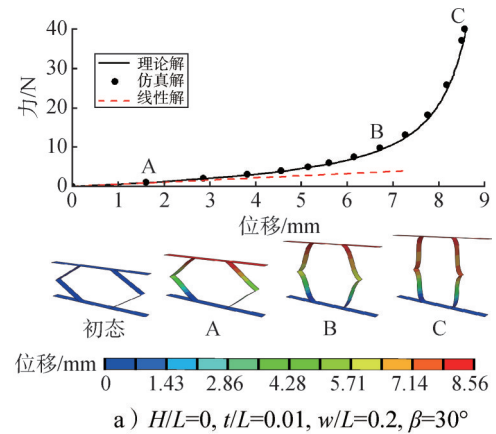 力/N
40
30
20
10
0
0 1 2 3 4 5 6 7 8 9
位移/mm
理论解
仿真解
线性解
A
B
C
初态 A B C
位移/mm
0 1.43 2.86 4.28 5.71 7.14 8.56
a) H/L=0, t/L=0.01, w/L=0.2, β=30°